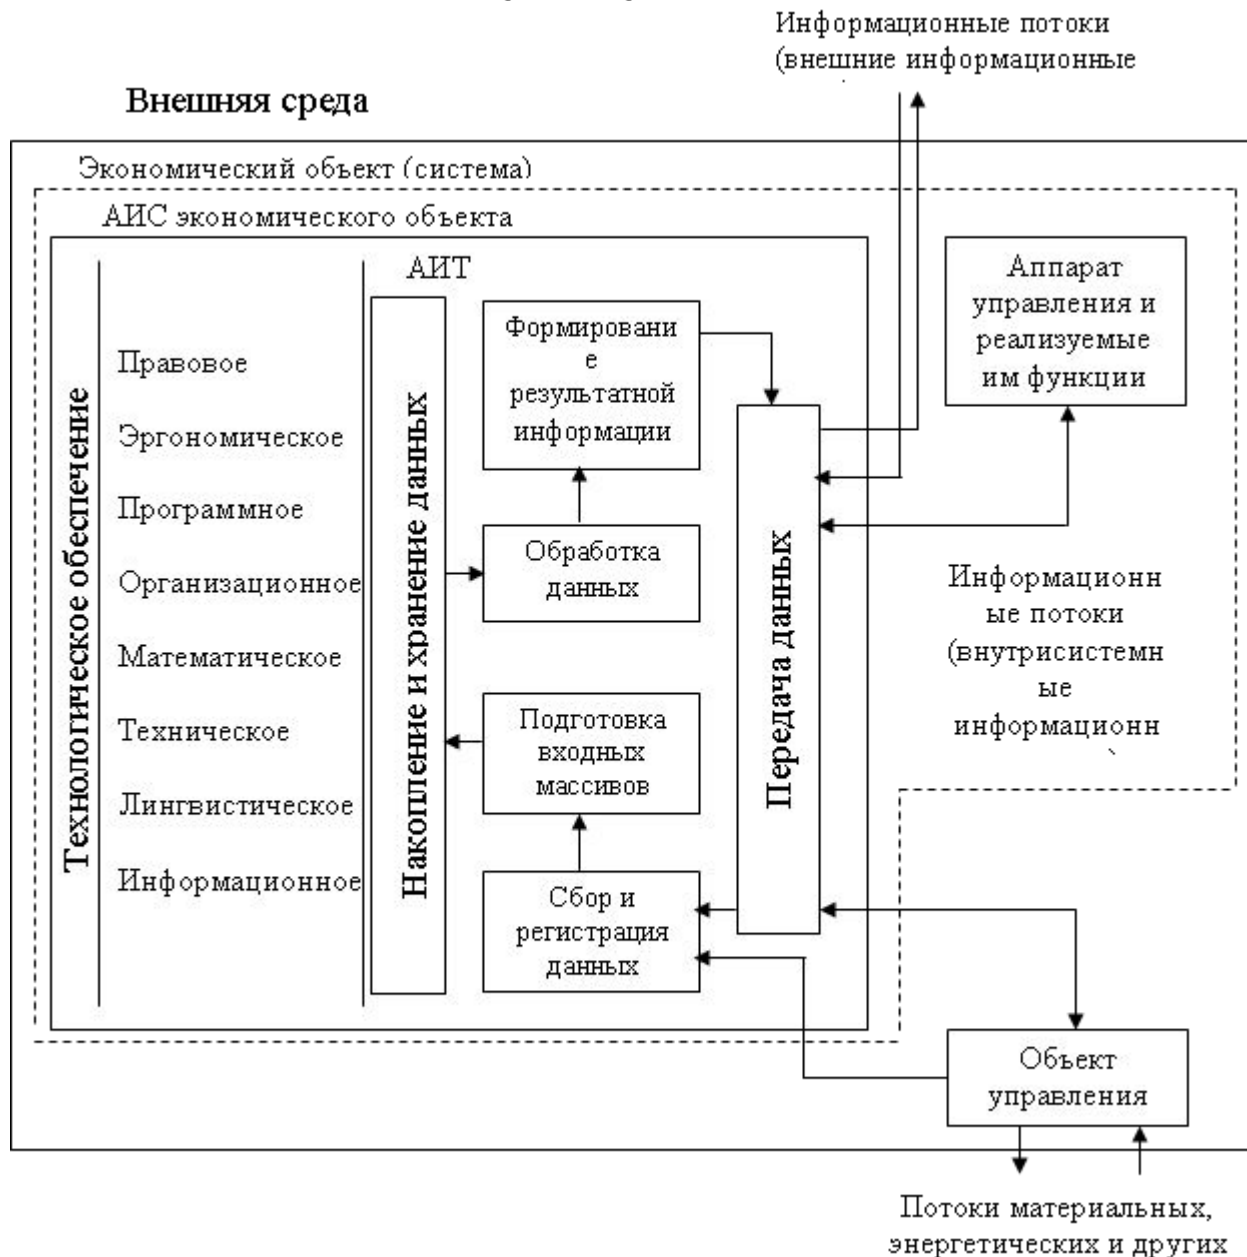 Информационные потоки
(внешние информационные
Внешняя среда
Экономический объект (система)
АИС экономического объекта
АИТ
Технологическое обеспечение
Правовое
Эргономическое
Программное
Организационное
Математическое
Техническое
Лингвистическое
Информационное
Накопление и хранение данных
Формировани
е
результатной
информации
Обработка
данных
Подготовка
входных
массивов
Сбор и
регистрация
данных
Передача данных
Аппарат
управления и
реализуемые
им функции
Информационн
ые потоки
(внутрисистемн
ые
информационн
Объект
управления
Потоки материальных,
энергетических и других